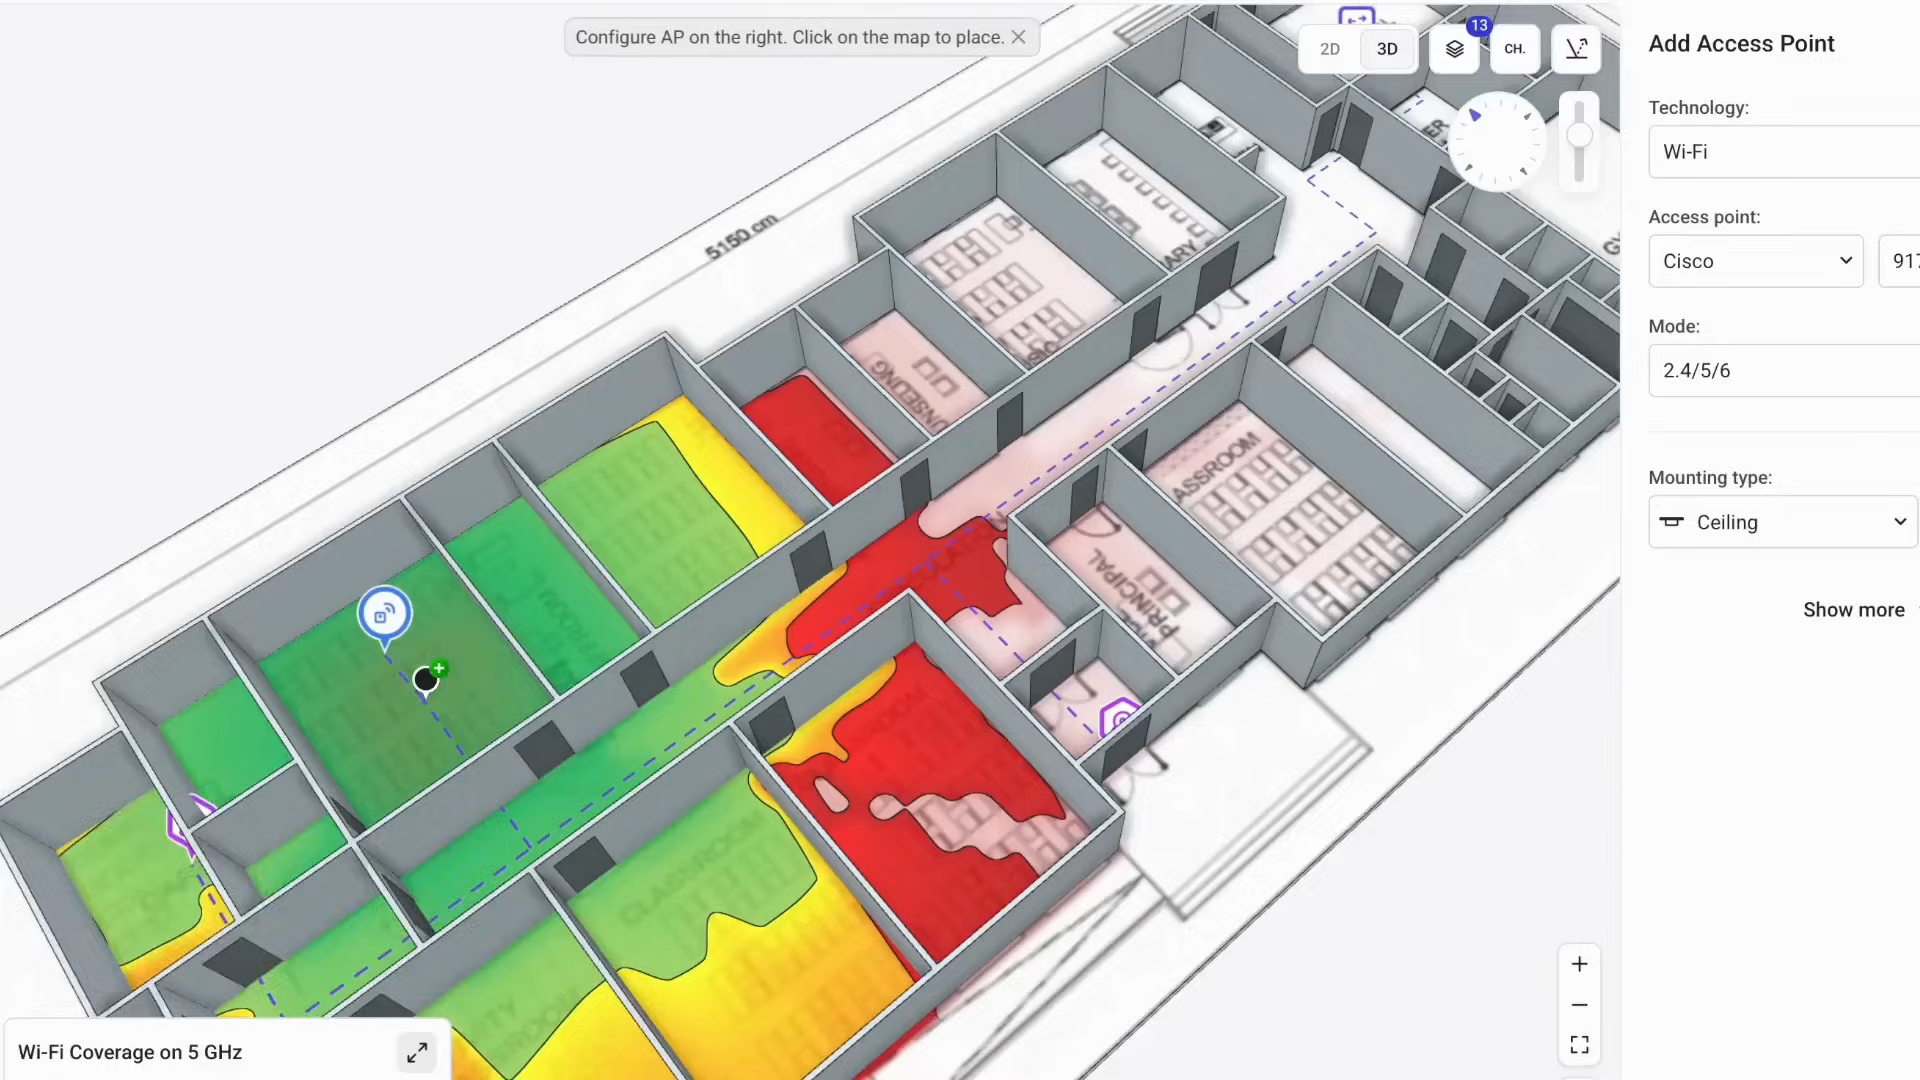 Configure AP on the right. Click on the map to place.
2D
3D
13
CH.
Add Access Point
Technology:
Wi-Fi
Access point:
Cisco
917
Mode:
2.4/5/6
Mounting type:
Ceiling
Show more
5150 cm
CLASSROOM
PRINCIPAL
ASSROOM
Wi-Fi Coverage on 5 GHz